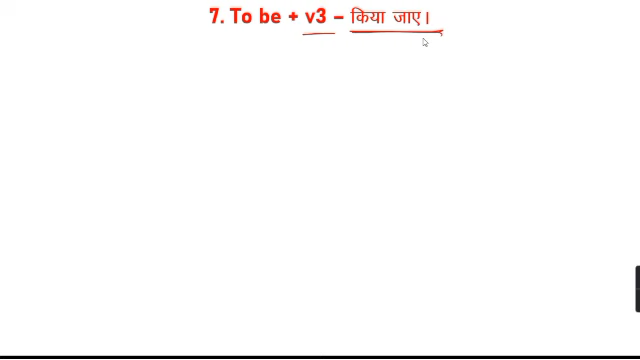 7. To be + v3 – किया जाए।